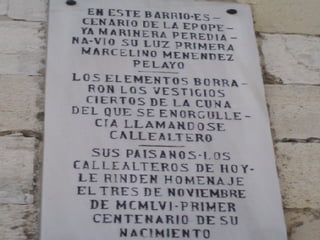 EN ESTE BARRIO-ES-
CENARIO DE LA EPOPE-
YA MARINERA PEREDIA-
NA-VIO SU LUZ PRIMERA
MARCELINO MENENDEZ
PELAYO
LOS ELEMENTOS BORRA-
RON LOS VESTIGIOS
CIERTOS DE LA CUNA
DEL QUE SE ENORGULLE-
CIA LLAMANDOSE
CALLEALTERO
SUS PAISANOS-LOS
CALLEALTEROS DE HOY-
LE RINDEN HOMENAJE
EL TRES DE NOVIEMBRE
DE MCMLVI-PRIMER
CENTENARIO DE SU
NACIMIENTO